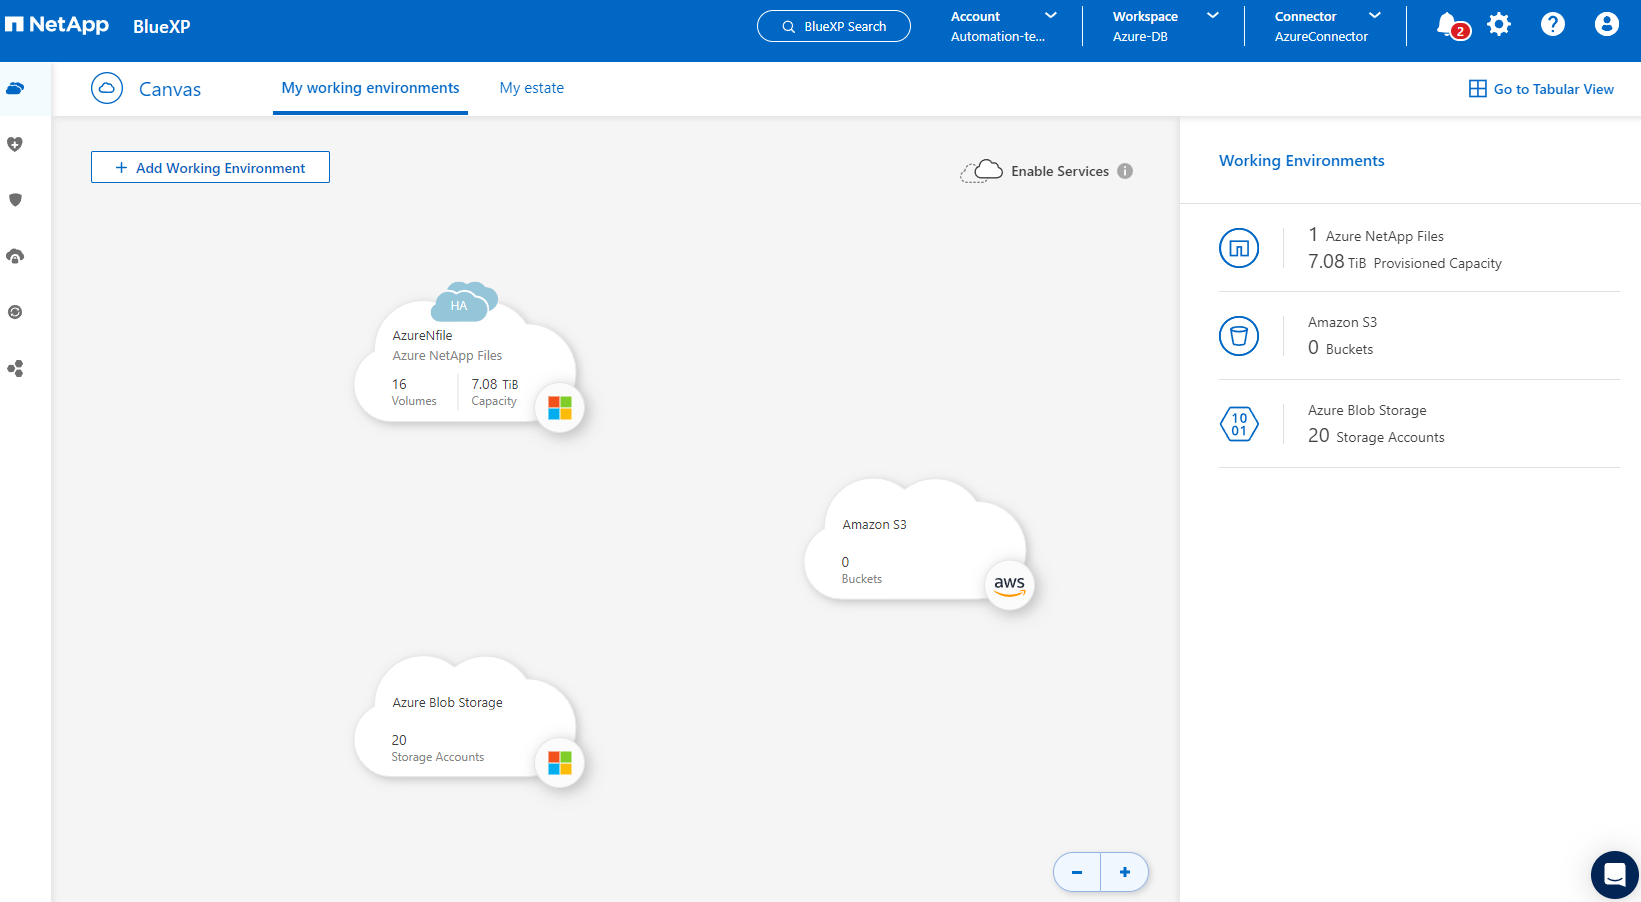 NetApp BlueXP
BlueXP Search
Account
Automation-te...
Workspace
Azure-DB
Connector
AzureConnector
2
Canvas
My working environments
My estate
Go to Tabular View
+ Add Working Environment
Enable Services
HA
AzureNfile
Azure NetApp Files
16
Volumes
7.08 TiB
Capacity
Amazon S3
0
Buckets
aws
Azure Blob Storage
20
Storage Accounts
Working Environments
1 Azure NetApp Files
7.08 TiB Provisioned Capacity
Amazon S3
0 Buckets
10
01
Azure Blob Storage
20 Storage Accounts